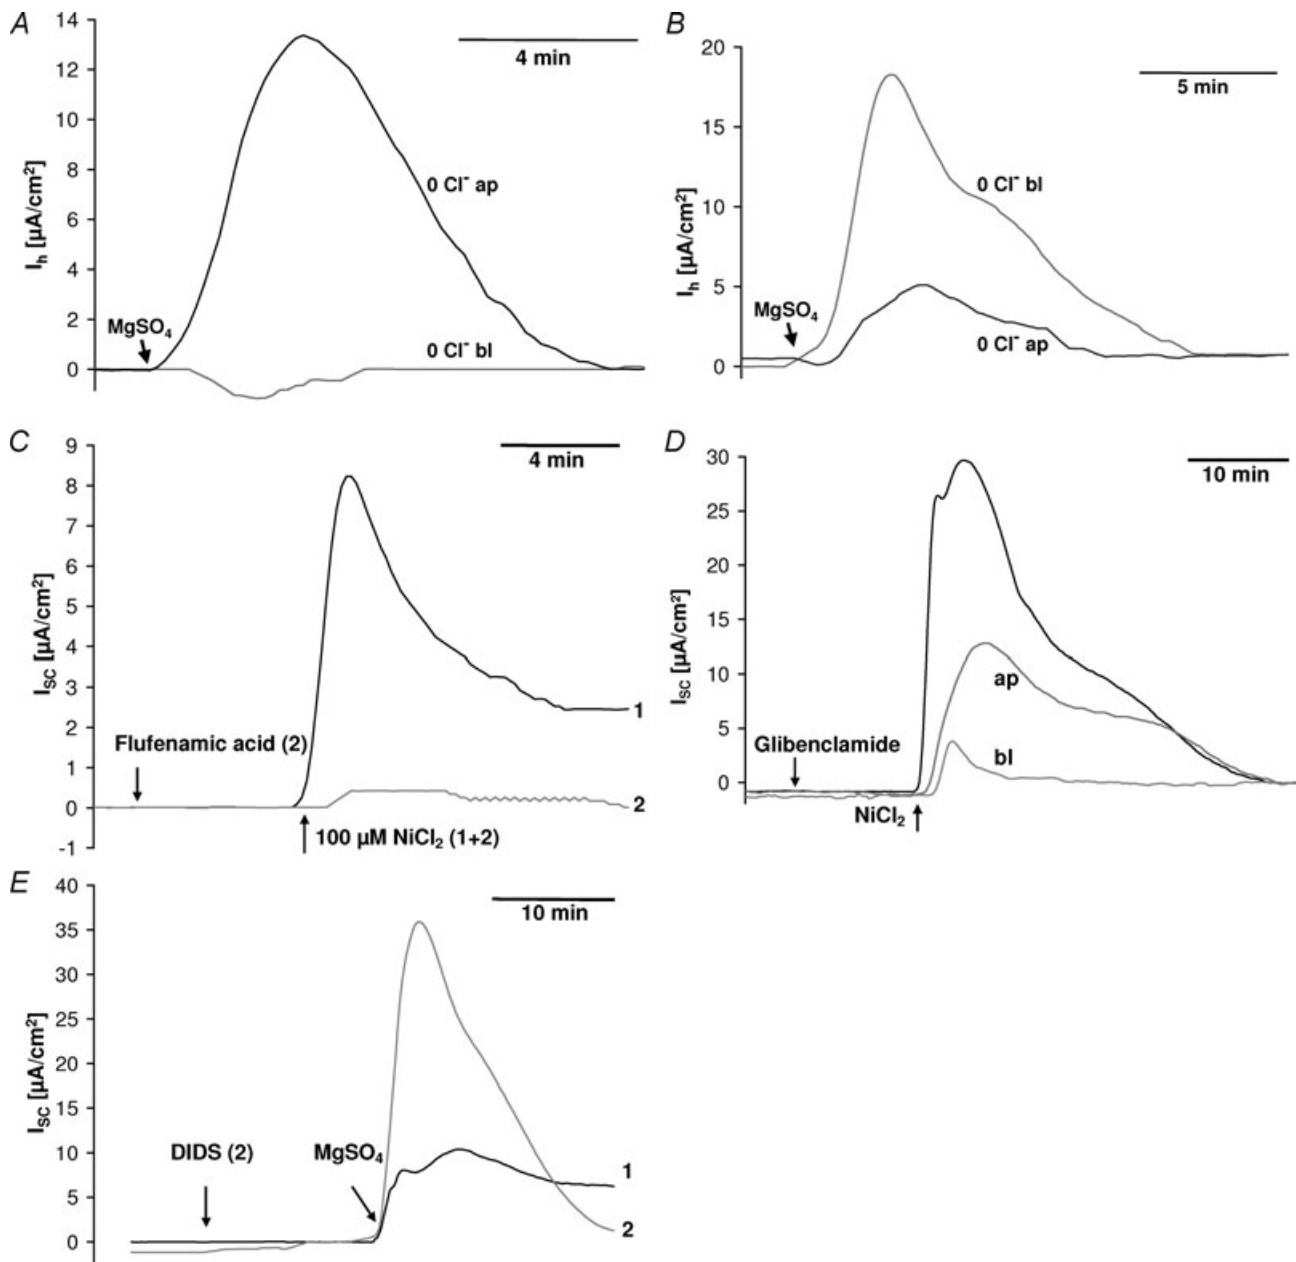 A
14
12
10
8
6
4
2
0
I_h [µA/cm²]
4 min
0 Cl⁻ ap
MgSO₄
0 Cl⁻ bl
B
20
15
10
5
0
I_h [µA/cm²]
5 min
0 Cl⁻ bl
MgSO₄
0 Cl⁻ ap
C
9
8
7
6
5
4
3
2
1
0
-1
I_SC [µA/cm²]
4 min
1
Flufenamic acid (2)
2
100 µM NiCl₂ (1+2)
D
30
25
20
15
10
5
0
I_SC [µA/cm²]
10 min
ap
Glibenclamide
bl
NiCl₂
E
40
35
30
25
20
15
10
5
0
I_SC [µA/cm²]
10 min
DIDS (2)
MgSO₄
1
2